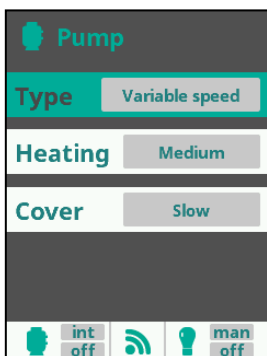 Pump
Type Variable speed
Heating Medium
Cover Slow
int man
off off